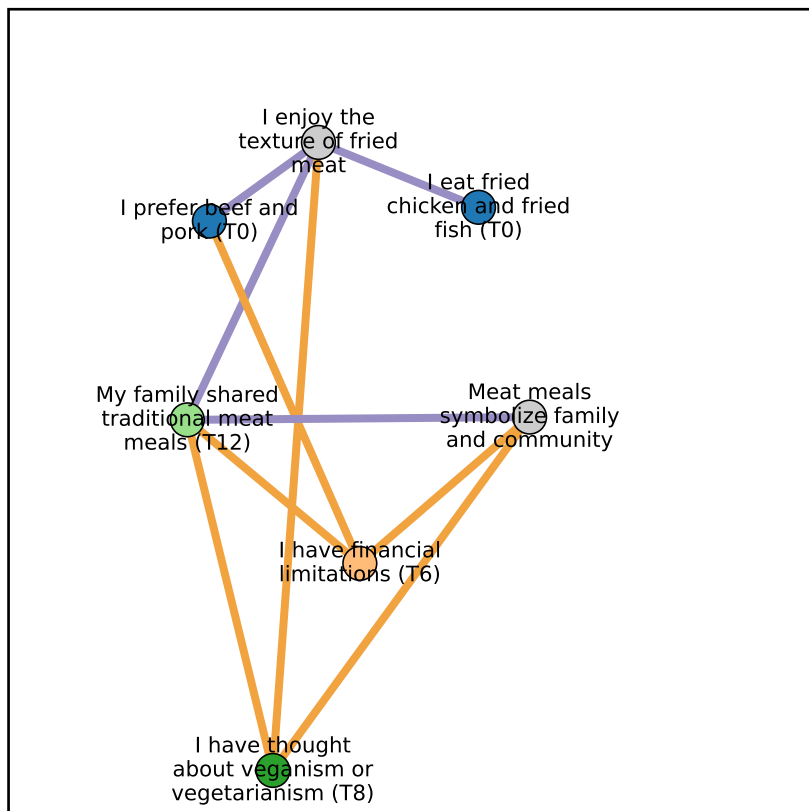 I enjoy the
texture of fried
meat
I eat fried
chicken and fried
fish (T0)
I prefer beef and
pork (T0)
My family shared
traditional meat
meals (T12)
Meat meals
symbolize family
and community
I have financial
limitations (T6)
I have thought
about veganism or
vegetarianism (T8)